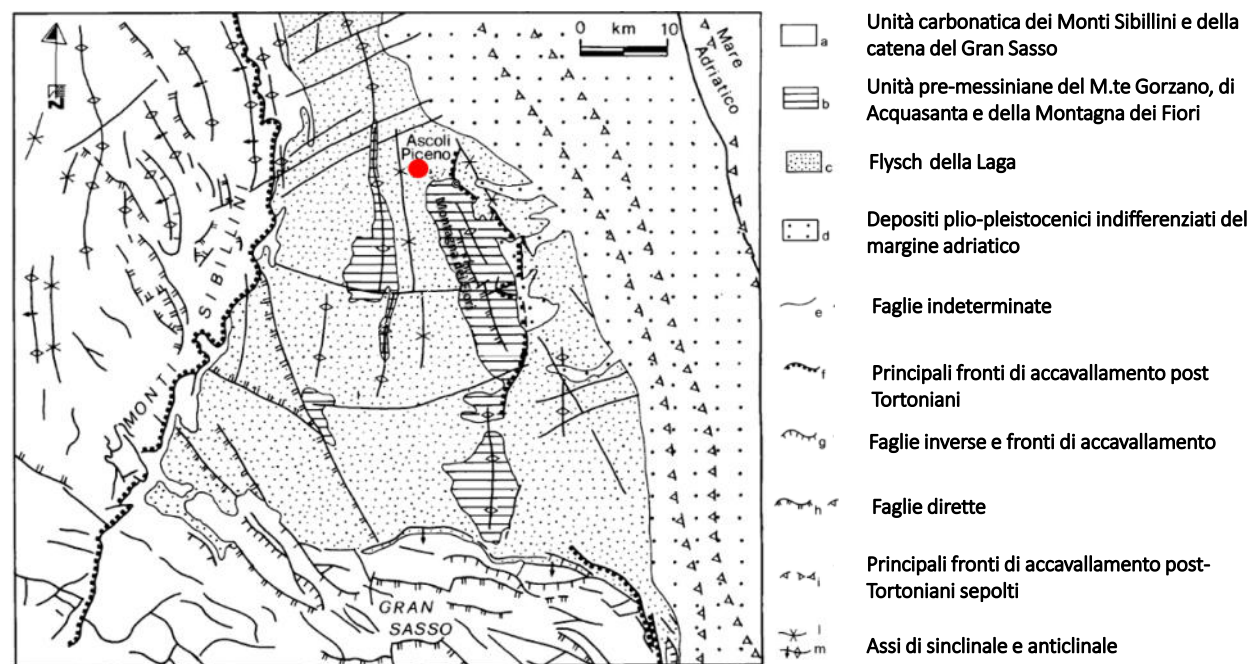 N
0 km 10
Mare
Adriatico
Ascoli
Piceno
Montagna dei Fiori
MONTI SIBILLINI
GRAN
SASSO
a
Unità carbonatica dei Monti Sibillini e della
catena del Gran Sasso
b
Unità pre-messiniane del M.te Gorzano, di
Acquasanta e della Montagna dei Fiori
c
Flysch della Laga
d
Depositi plio-pleistocenici indifferenziati del
margine adriatico
e
Faglie indeterminate
f
Principali fronti di accavallamento post
Tortoniani
g
Faglie inverse e fronti di accavallamento
h
Faglie dirette
i
Principali fronti di accavallamento post-
Tortoniani sepolti
l
m
Assi di sinclinale e anticlinale